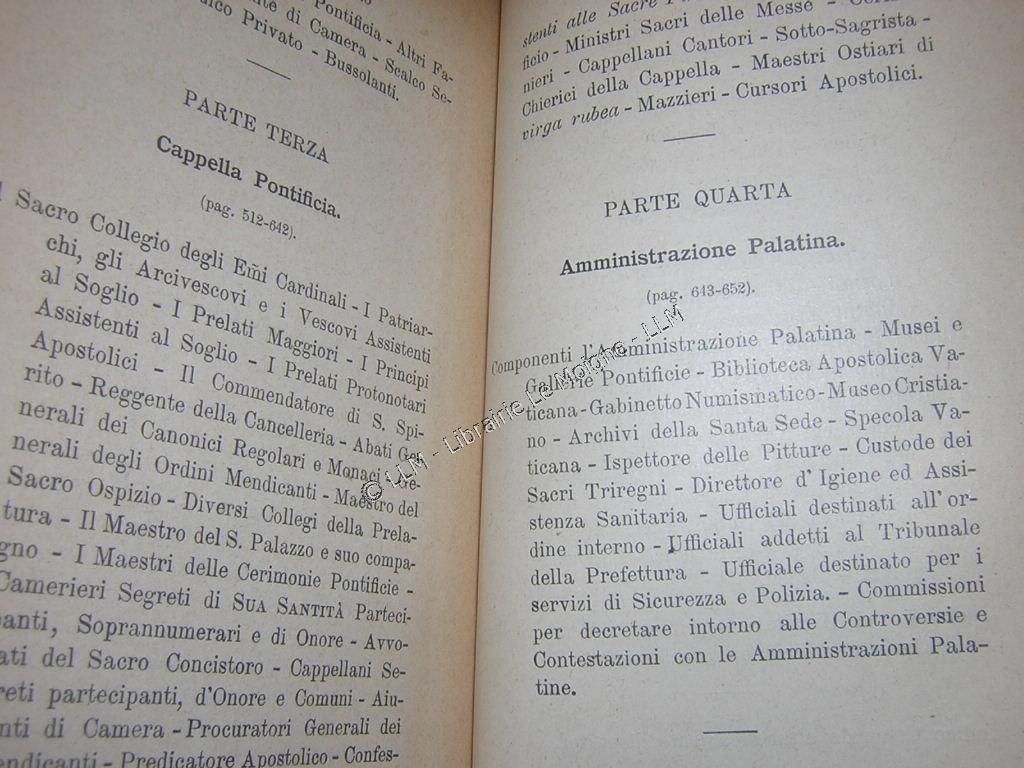 Pontificia - Altri Fa-
te di Camera - Scalco Se-
Privato - Bussolanti.
PARTE TERZA
Cappella Pontificia.
(pag. 512-642).
Sacro Collegio degli Em̃i Cardinali - I Patriar-
chi, gli Arcivescovi e i Vescovi Assistenti
al Soglio - I Prelati Maggiori - I Principi
Assistenti al Soglio - I Prelati Protonotari
Apostolici - Il Commendatore di S. Spi-
rito - Reggente della Cancelleria - Abati Ge-
nerali dei Canonici Regolari e Monaci Ge-
nerali degli Ordini Mendicanti - Maestro del
Sacro Ospizio - Diversi Collegi della Prela-
tura - Il Maestro del S. Palazzo e suo compa-
gno - I Maestri delle Cerimonie Pontificie -
Camerieri Segreti di SUA SANTITÀ Parteci-
panti, Soprannumerari e di Onore - Avvo-
ati del Sacro Concistoro - Cappellani Se-
reti partecipanti, d'Onore e Comuni - Aiu-
nti di Camera - Procuratori Generali dei
endicanti - Predicatore Apostolico - Confes-
stenti alle Sacre
ficio - Ministri Sacri delle Messe -
nieri - Cappellani Cantori - Sotto-Sagrista -
Chierici della Cappella - Maestri Ostiari di
virga rubea - Mazzieri - Cursori Apostolici.
PARTE QUARTA
Amministrazione Palatina.
(pag. 643-652).
Componenti l'Amministrazione Palatina - Musei e
Gallerie Pontificie - Biblioteca Apostolica Va-
ticana - Gabinetto Numismatico - Museo Cristia-
no - Archivi della Santa Sede - Specola Va-
ticana - Ispettore delle Pitture - Custode dei
Sacri Triregni - Direttore d'Igiene ed Assi-
stenza Sanitaria - Ufficiali destinati all'or-
dine interno - Ufficiali addetti al Tribunale
della Prefettura - Ufficiale destinato per i
servizi di Sicurezza e Polizia. - Commissioni
per decretare intorno alle Controversie e
Contestazioni con le Amministrazioni Pala-
tine.
© LLM - Librairie Le Moigne - LLM